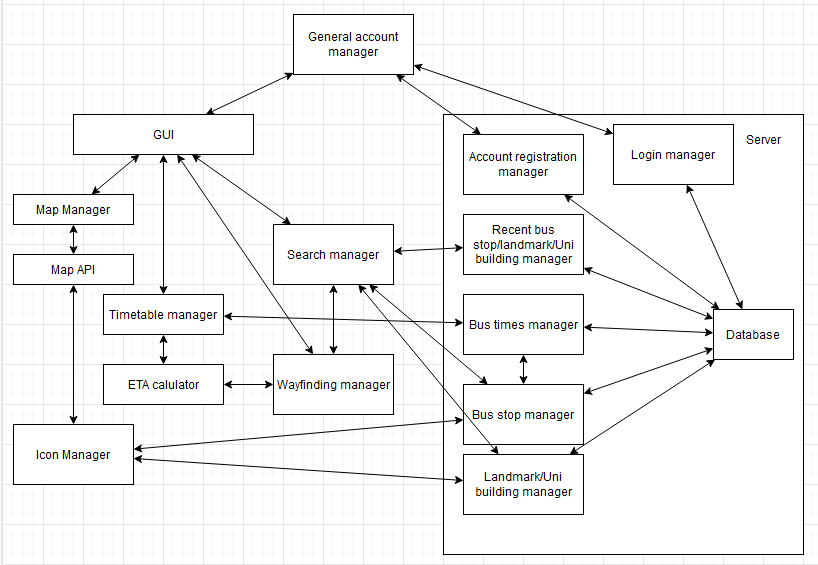 General account
manager
GUI
Server
Login manager
Account registration
manager
Map Manager
Recent bus
stop/landmark/Uni
building manager
Search manager
Map API
Timetable manager
Bus times manager
Database
ETA calulator
Wayfinding manager
Bus stop manager
Icon Manager
Landmark/Uni
building manager